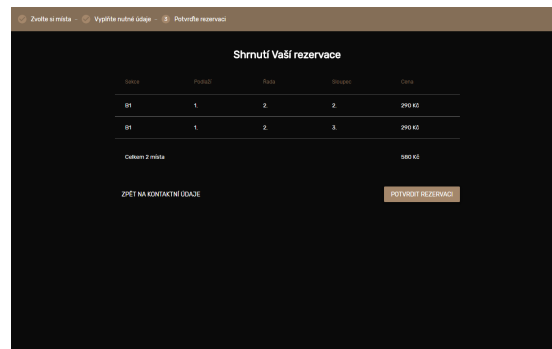 Zvolte si místa – Vyplňte nutné údaje – 3 Potvrďte rezervaci
Shrnutí Vaší rezervace
Sekce Podlaží Řada Sloupec Cena
B1 1. 2. 2. 290 Kč
B1 1. 2. 3. 290 Kč
Celkem 2 místa 580 Kč
ZPĚT NA KONTAKTNÍ ÚDAJE POTVRDIT REZERVACI